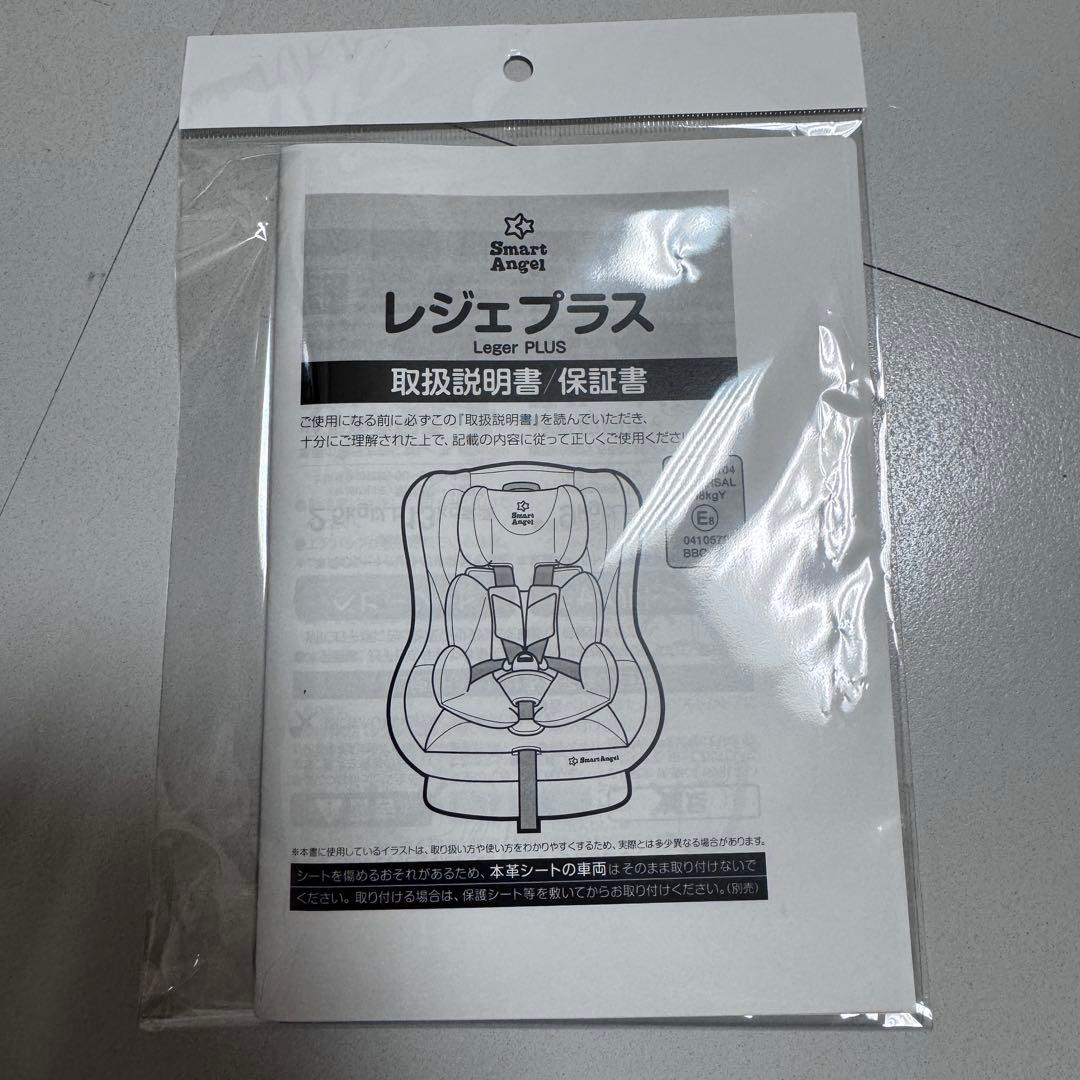 Smart
Angel
レジェプラス
Leger PLUS
取扱説明書/保証書
ご使用になる前に必ずこの『取扱説明書』を読んでいただき、
十分にご理解された上で、記載の内容に従って正しくご使用くださ
04
SAL
8kgY
E8
041057
BBC
Smart
Angel
Smart Angel
※本書に使用しているイラストは、取り扱い方や使い方をわかりやすくするため、実際とは多少異なる場合があります。
シートを傷めるおそれがあるため、本革シートの車両はそのまま取り付けないで
ください。取り付ける場合は、保護シート等を敷いてからお取り付けください。(別売)